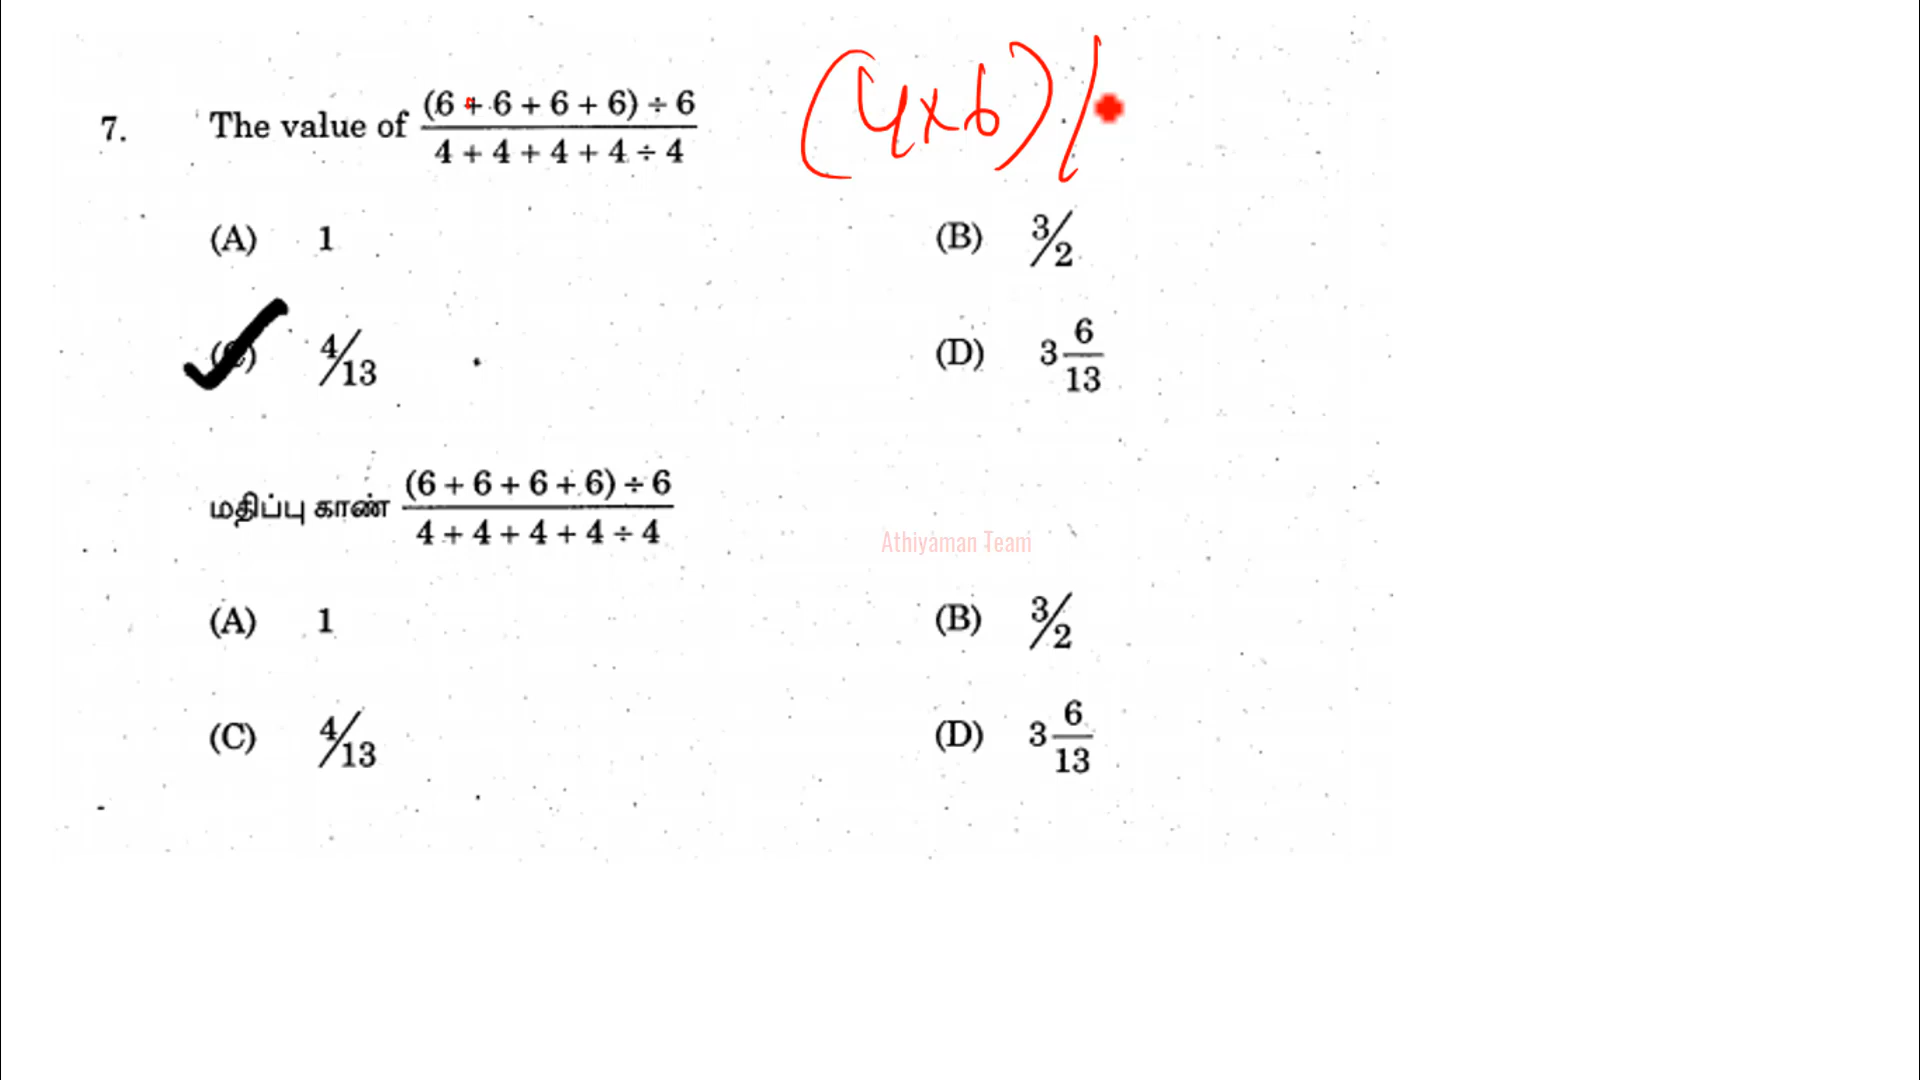 7. The value of (6 + 6 + 6 + 6) ÷ 6 / 4 + 4 + 4 + 4 ÷ 4 (4×6)/
(A) 1 (B) 3/2
(C) 4/13 (D) 3 6/13
மதிப்பு காண் (6 + 6 + 6 + 6) ÷ 6 / 4 + 4 + 4 + 4 ÷ 4
Athiyaman Team
(A) 1 (B) 3/2
(C) 4/13 (D) 3 6/13